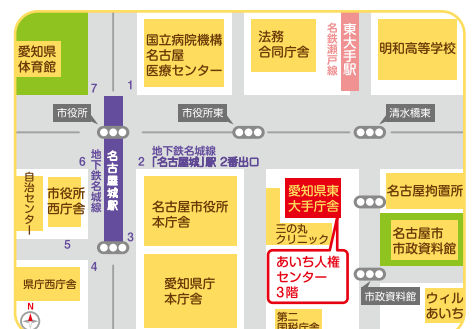 愛知県
体育館
7
1
国立病院機構
名古屋
医療センター
法務
合同庁舎
名鉄瀬戸線
東大手駅
明和高等学校
市役所
市役所東
清水橋東
6
地下鉄名城線
名古屋城駅
2
地下鉄名城線
「名古屋城」駅 2番出口
自治センター
市役所
西庁舎
名古屋市役所
本庁舎
愛知県東
大手庁舎
名古屋拘置所
三の丸
クリニック
名古屋市
市政資料館
5
3
4
あいち人権
センター
3階
県庁西庁舎
愛知県庁
本庁舎
市政資料館
ウィル
あいち
第二
国税庁舎
N